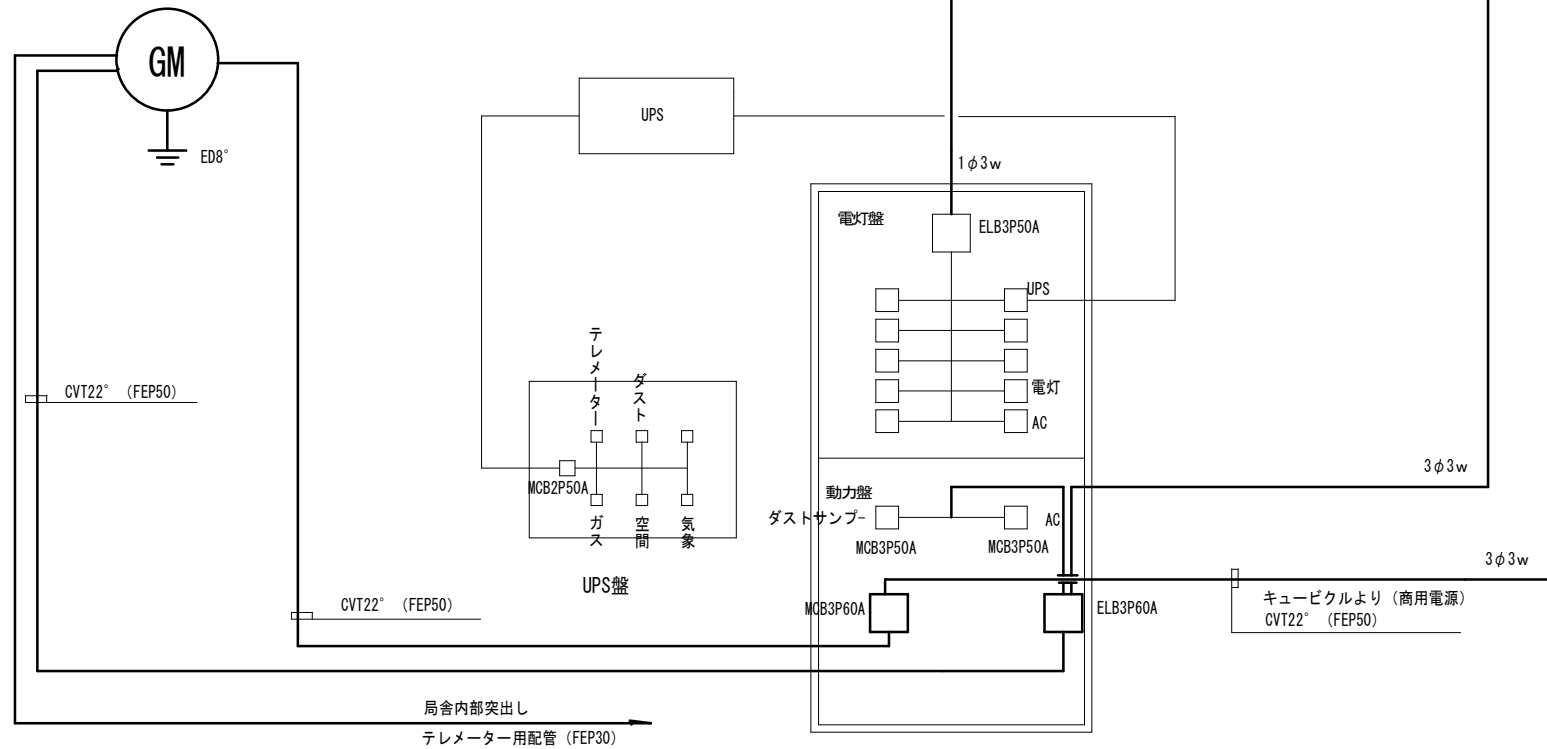 GM
ED8°
UPS
1φ3w
電灯盤
ELB3P50A
UPS
電灯
AC
CVT22° (FEP50)
テレメーター
ダスト
MCB2P50A
ガス
空間
気象
UPS盤
3φ3w
動力盤
ダストサンプ-
AC
MCB3P50A
MCB3P50A
3φ3w
CVT22° (FEP50)
MCB3P60A
ELB3P60A
キュービクルより (商用電源)
CVT22° (FEP50)
局舎内部突出し
テレメーター用配管 (FEP30)